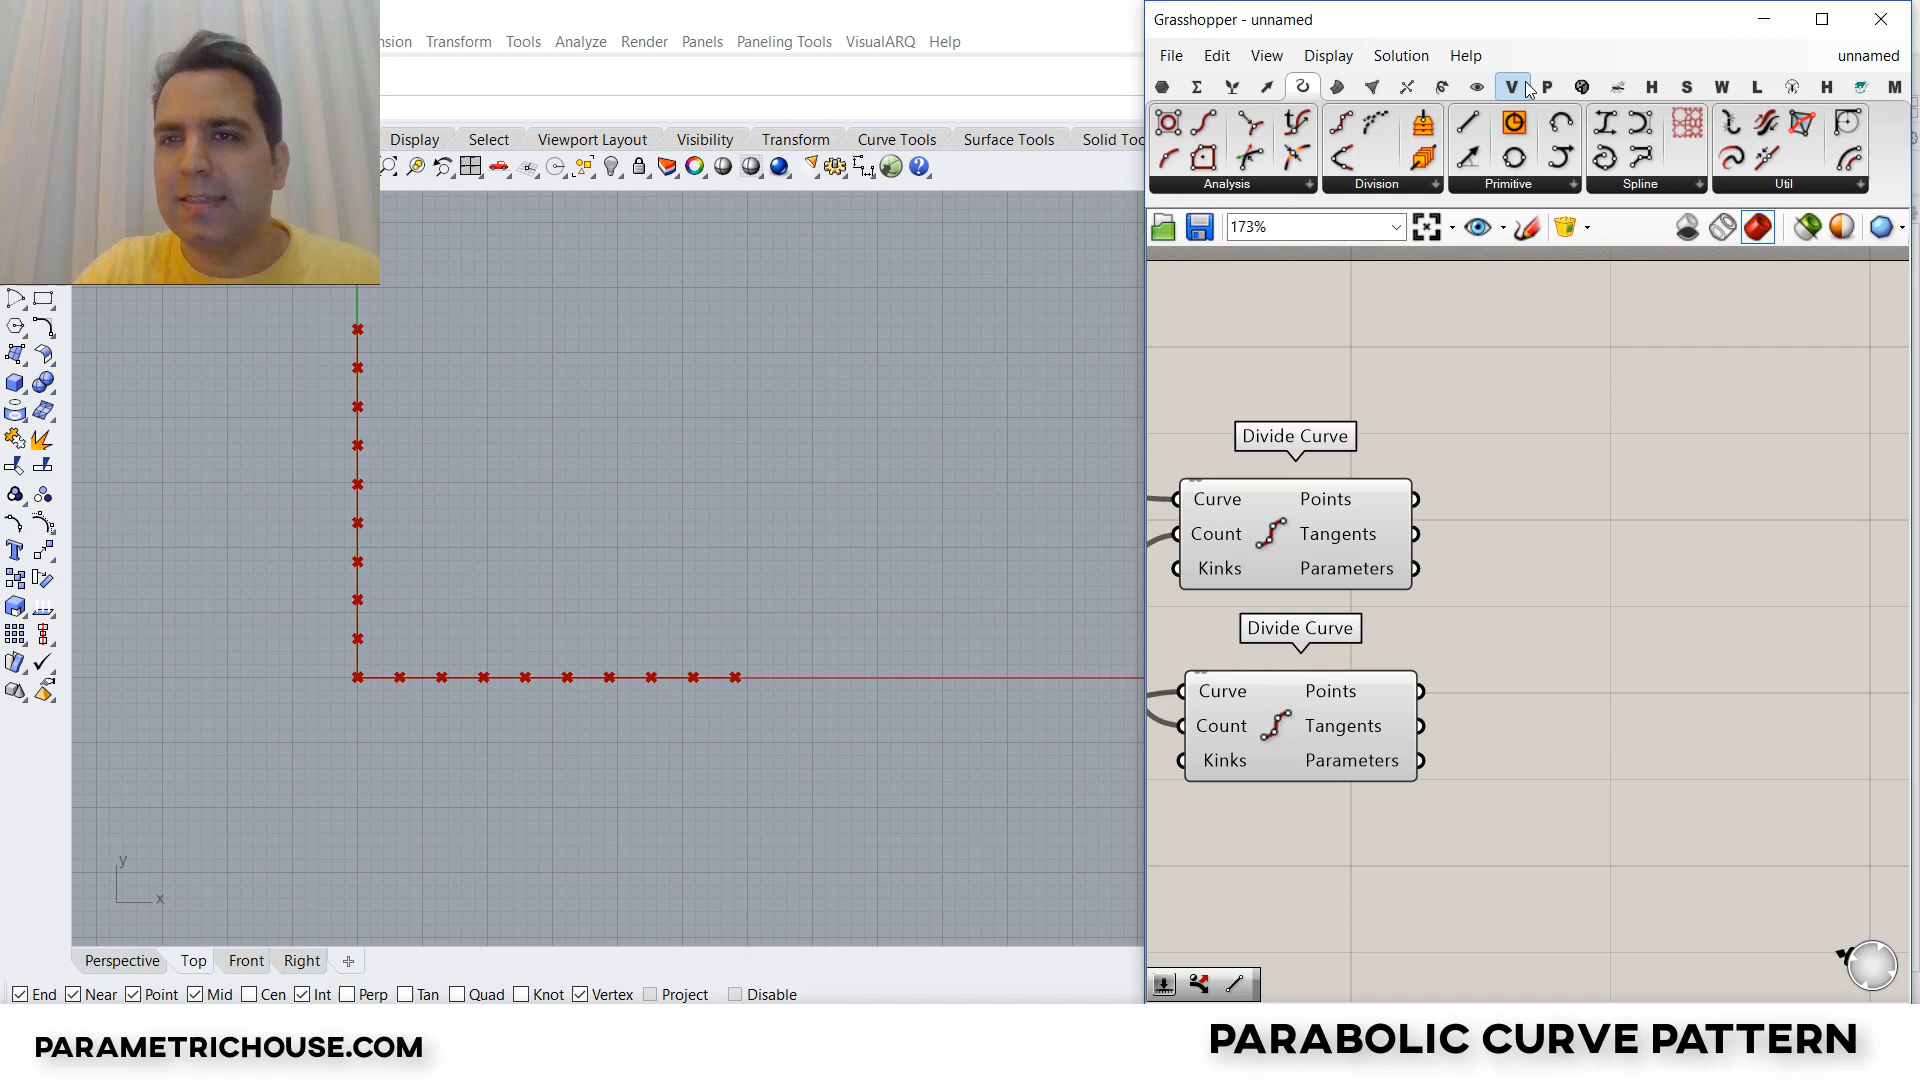 Grasshopper - unnamed
nsion Transform Tools Analyze Render Panels Paneling Tools VisualARQ Help
File Edit View Display Solution Help unnamed
V P H S W L H M
Display Select Viewport Layout Visibility Transform Curve Tools Surface Tools Solid Toc
Analysis Division Primitive Spline Util
173%
Divide Curve
Curve Points
Count Tangents
Kinks Parameters
Divide Curve
Curve Points
Count Tangents
Kinks Parameters
y
x
Perspective Top Front Right
End Near Point Mid Cen Int Perp Tan Quad Knot Vertex Project Disable
PARAMETRICHOUSE.COM
PARABOLIC CURVE PATTERN